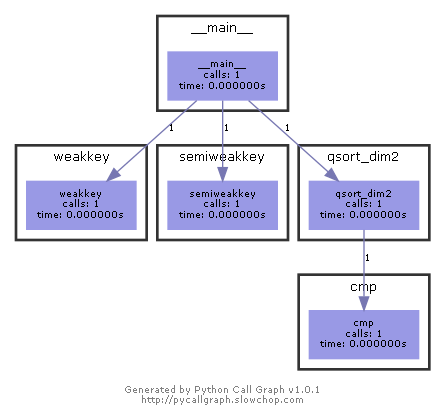 __main__
__main__
calls: 1
time: 0.000000s
1
1
1
weakkey
weakkey
calls: 1
time: 0.000000s
semiweakkey
semiweakkey
calls: 1
time: 0.000000s
qsort_dim2
qsort_dim2
calls: 1
time: 0.000000s
1
cmp
cmp
calls: 1
time: 0.000000s
Generated by Python Call Graph v1.0.1
http://pycallgraph.slowchop.com